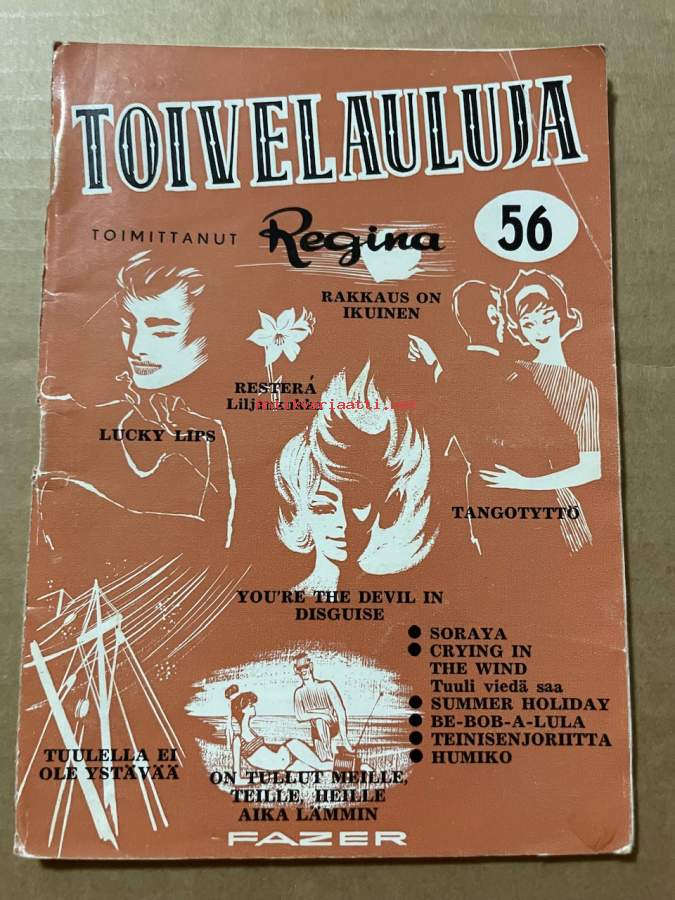 TOIVELAULUJA
TOIMITTANUT Regina 56
RAKKAUS ON
IKUINEN
RESTERÁ
antikvariaatti.net
LUCKY LIPS
TANGOTYTTÖ
YOU'RE THE DEVIL IN
DISGUISE
● SORAYA
● CRYING IN
THE WIND
Tuuli viedä saa
● SUMMER HOLIDAY
● BE-BOB-A-LULA
● TEINISENJORIITTA
● HUMIKO
TUULELLA EI
OLE YSTÄVÄÄ
ON TULLUT MEILLE,
TEILLE HEILLE
AIKA LÄMMIN
FAZER